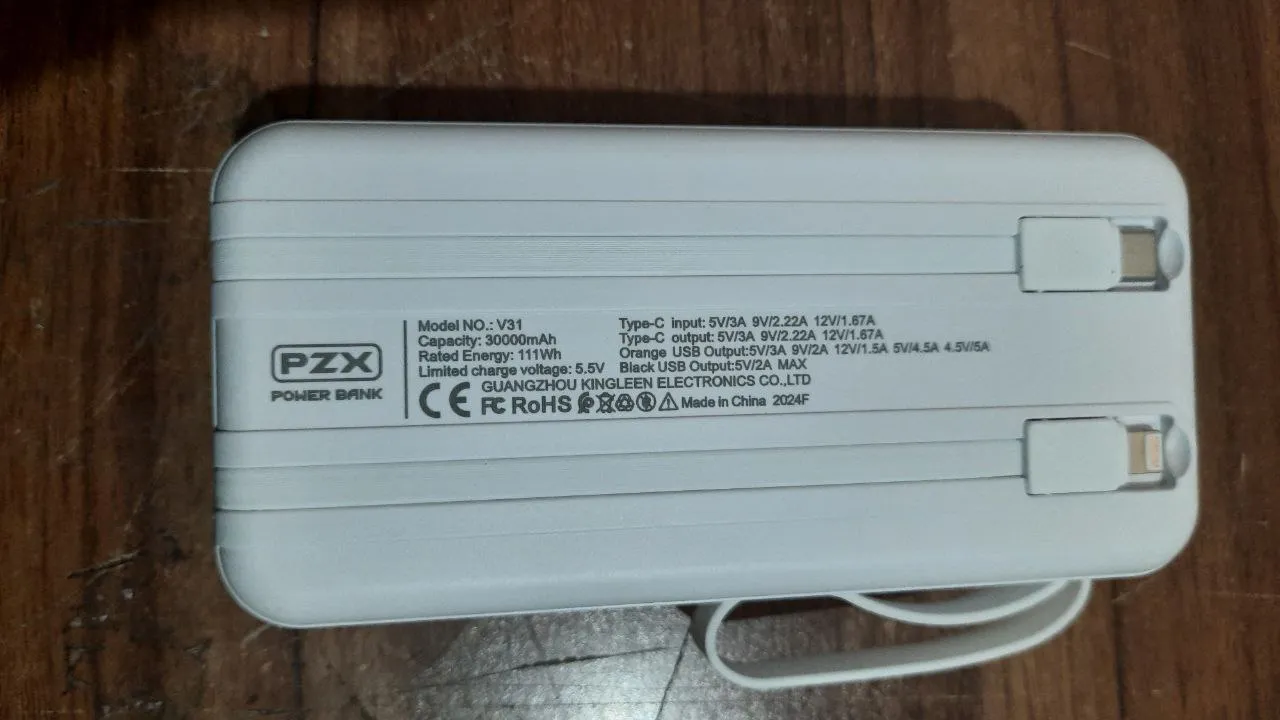 PZX
POWER BANK
Model NO.: V31
Capacity: 30000mAh
Rated Energy: 111Wh
Limited charge voltage: 5.5V
Type-C input: 5V/3A 9V/2.22A 12V/1.67A
Type-C output: 5V/3A 9V/2.22A 12V/1.67A
Orange USB Output:5V/3A 9V/2A 12V/1.5A 5V/4.5A 4.5V/5A
Black USB Output:5V/2A MAX
GUANGZHOU KINGLEEN ELECTRONICS CO.,LTD
CE FC RoHS Made in China 2024F